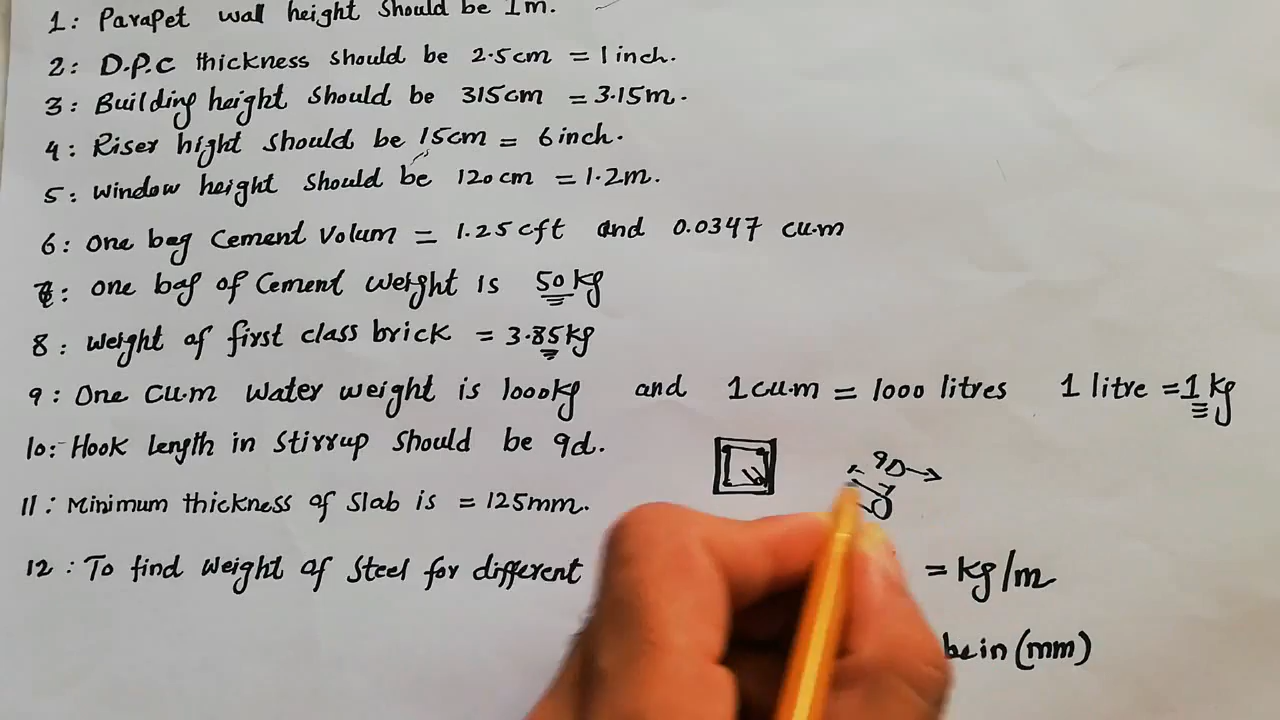 1: Parapet wall height should be 1m.
2: D.P.C thickness should be 2.5cm = 1 inch.
3: Building height should be 315cm = 3.15m.
4: Riser hight should be 15cm = 6 inch.
5: Window height should be 120cm = 1.2m.
6: One bag Cement Volum = 1.25 cft and 0.0347 cu.m
7: One bag of Cement weight is 50kg
8: Weight of first class brick = 3.85kg
9: One cu.m water weight is 1000kg and 1 cu.m = 1000 litres 1 litre = 1 kg
10:- Hook length in stirrup should be 9d.
9D
11: Minimum thickness of slab is = 125mm.
12: To find weight of steel for different = kg/m
be in (mm)